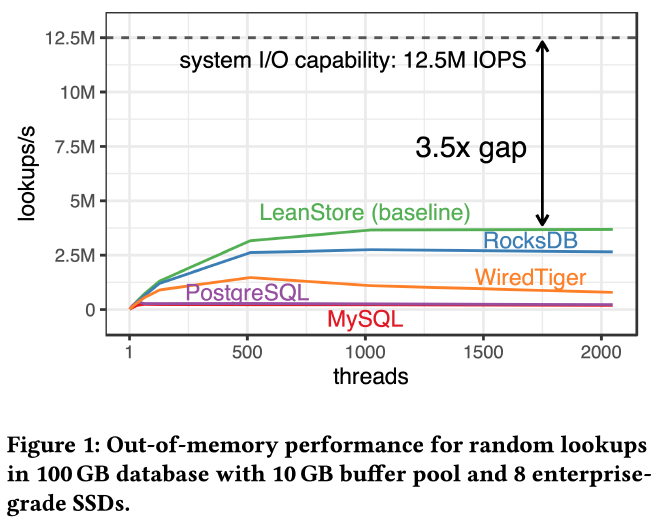 12.5M
system I/O capability: 12.5M IOPS
10M
7.5M
3.5x gap
5M
LeanStore (baseline)
RocksDB
2.5M
WiredTiger
PostgreSQL
0
MySQL
lookups/s
1
500
1000
1500
2000
threads
Figure 1: Out-of-memory performance for random lookups
in 100 GB database with 10 GB buffer pool and 8 enterprise-
grade SSDs.